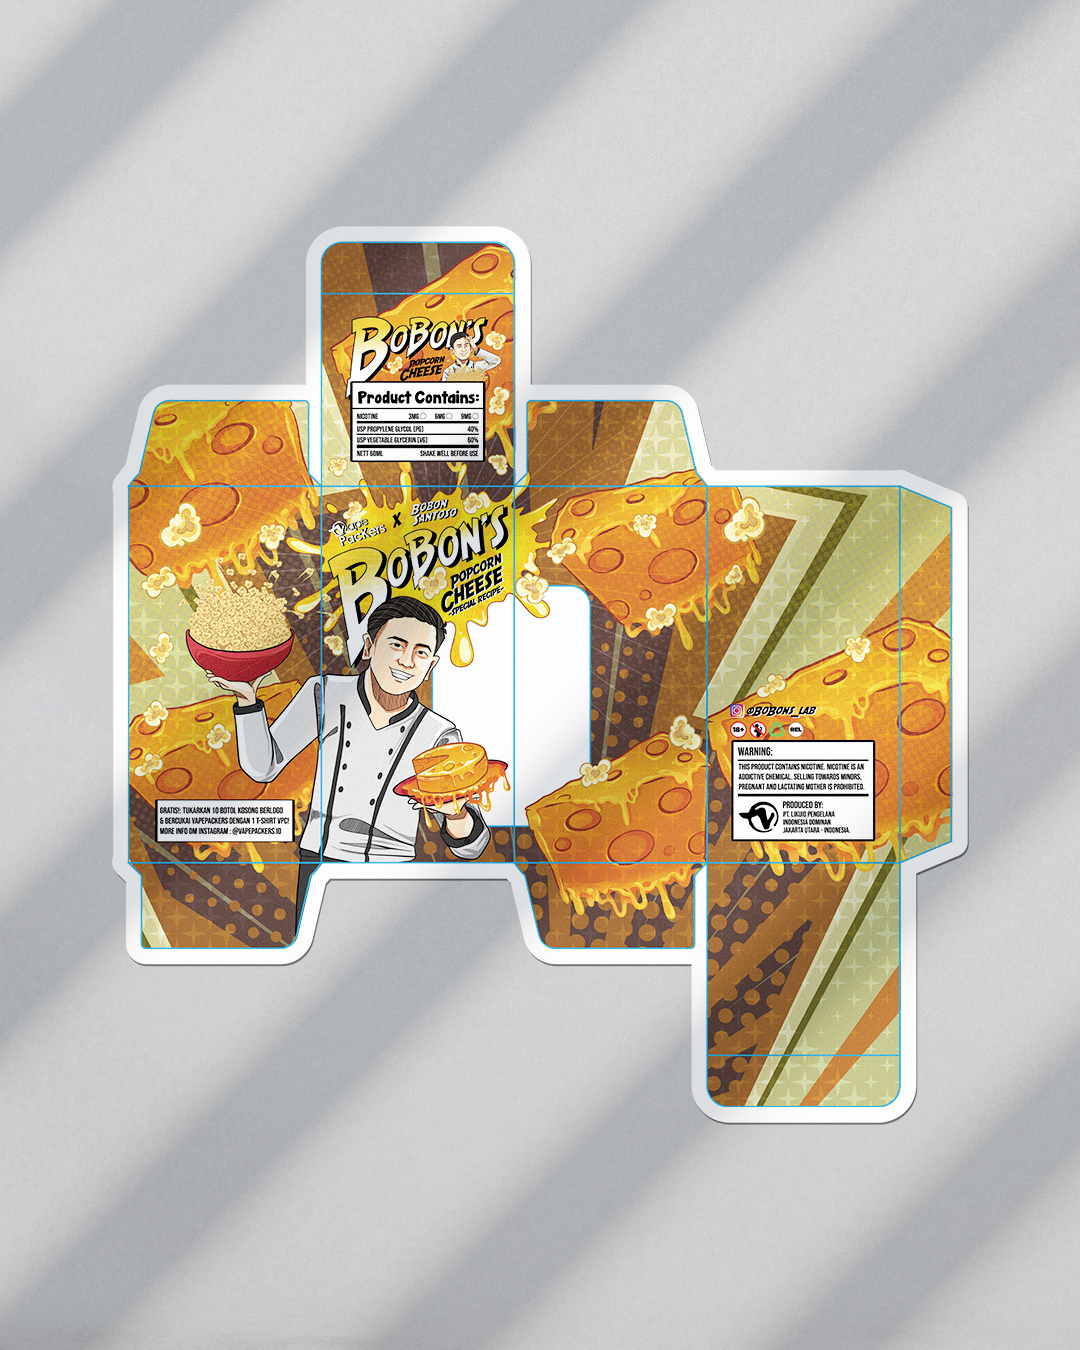 BOBON'S
POPCORN
CHEESE
Product Contains:
NICOTINE 3MG 6MG 9MG
USP PROPYLENE GLYCOL (PG) 40%
USP VEGETABLE GLYCERIN (VG) 60%
NETT 60ML SHAKE WELL BEFORE USE
Vape
Packers
X
BOBON
SANTOSO
BOBON'S
POPCORN
CHEESE
-SPECIAL RECIPE-
GRATIS!: TUKARKAN 10 BOTOL KOSONG BERLOGO
& BERCUKAI VAPEPACKERS DENGAN 1 T-SHIRT VPC!
MORE INFO DM INSTAGRAM : @VAPEPACKERS.ID
@BOBONS_LAB
18+ REL
WARNING:
THIS PRODUCT CONTAINS NICOTINE. NICOTINE IS AN
ADDICTIVE CHEMICAL. SELLING TOWARDS MINORS,
PREGNANT AND LACTATING MOTHER IS PROHIBITED.
PRODUCED BY:
PT. LIKUID PENGELANA
INDONESIA DOMINAN
JAKARTA UTARA - INDONESIA.